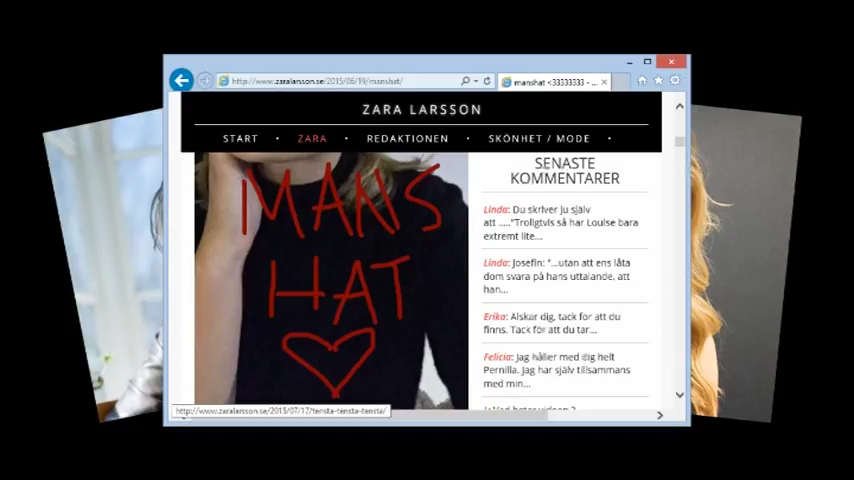 http://www.zaralarsson.se/2015/06/19/manshat/
manshat <33333333 - ...
ZARA LARSSON
START • ZARA • REDAKTIONEN • SKÖNHET / MODE •
MANS
HAT
SENASTE
KOMMENTARER
Linda: Du skriver ju själv
att ....."Troligtvis så har Louise bara
extremt lite...
Linda: Josefin: "...utan att ens låta
dom svara på hans uttalande, att
han...
Erika: Älskar dig, tack för att du
finns. Tack för att du tar...
Felicia: Jag håller med dig helt
Pernilla. Jag har själv tillsammans
med min...
http://www.zaralarsson.se/2015/07/17/tensta-tensta-tensta/